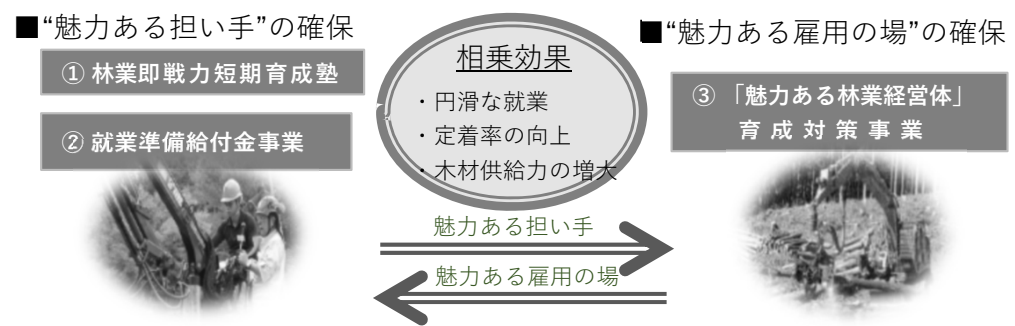 ■“魅力ある担い手”の確保
① 林業即戦力短期育成塾
② 就業準備給付金事業
相乗効果
・円滑な就業
・定着率の向上
・木材供給力の増大
■“魅力ある雇用の場”の確保
③ 「魅力ある林業経営体」
育成対策事業
魅力ある担い手
魅力ある雇用の場